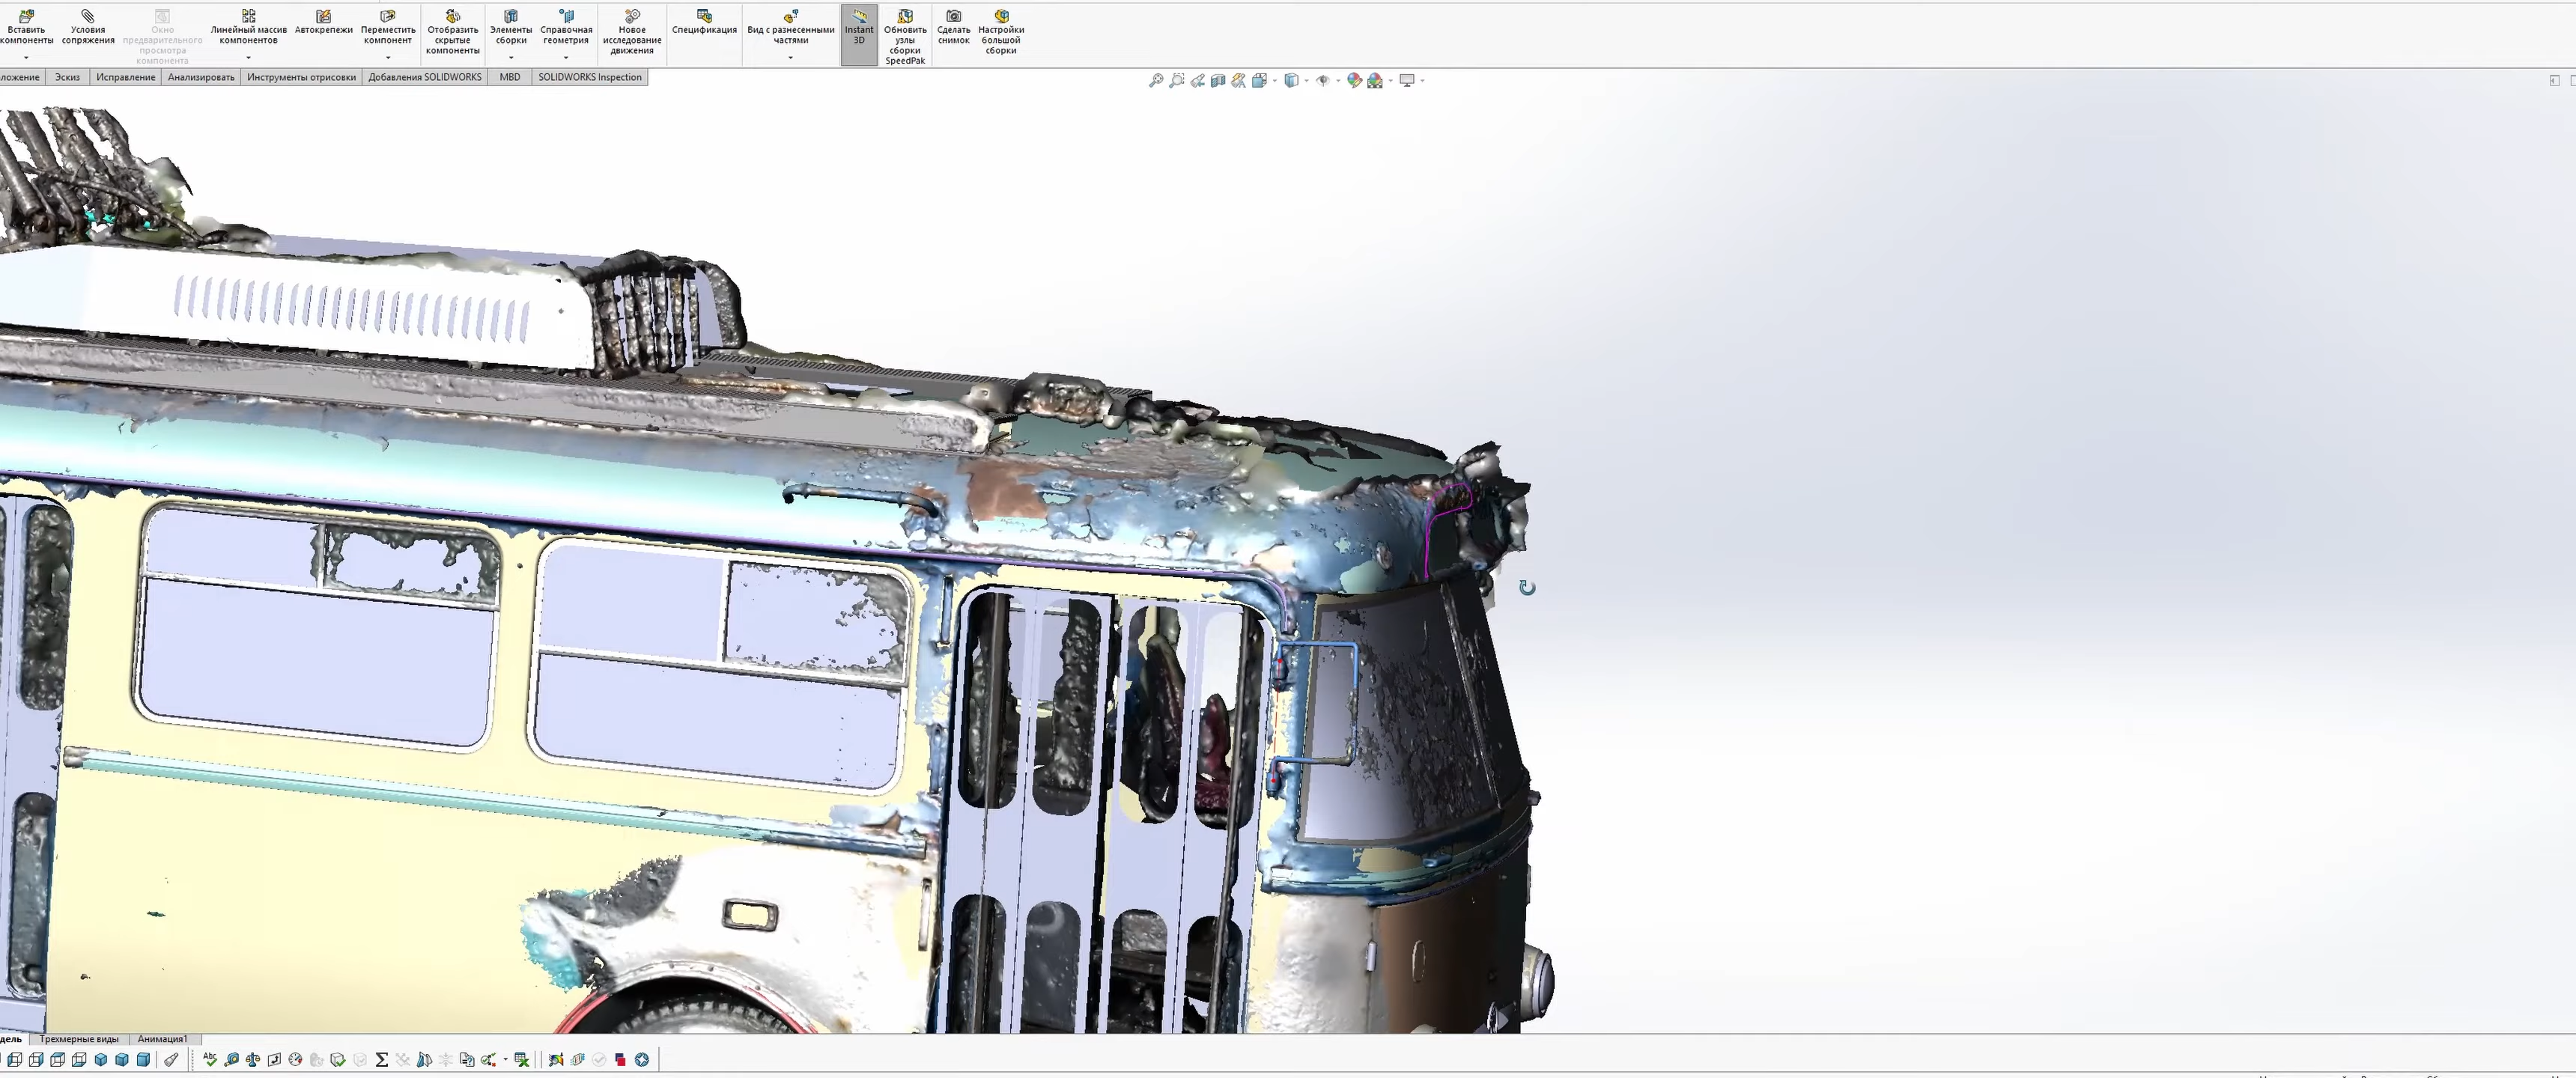 Вставить компоненты
Условия сопряжения
Окно предварительного просмотра компонента
Линейный массив компонентов
Автокрепежи
Переместить компонент
Отобразить скрытые компоненты
Элементы сборки
Справочная геометрия
Новое исследование движения
Спецификация
Вид с разнесенными частями
Instant 3D
Обновить узлы сборки SpeedPak
Сделать снимок
Настройки большой сборки
ложение
Эскиз
Исправление
Анализировать
Инструменты отрисовки
Добавления SOLIDWORKS
MBD
SOLIDWORKS Inspection
дель
Трехмерные виды
Анимация1